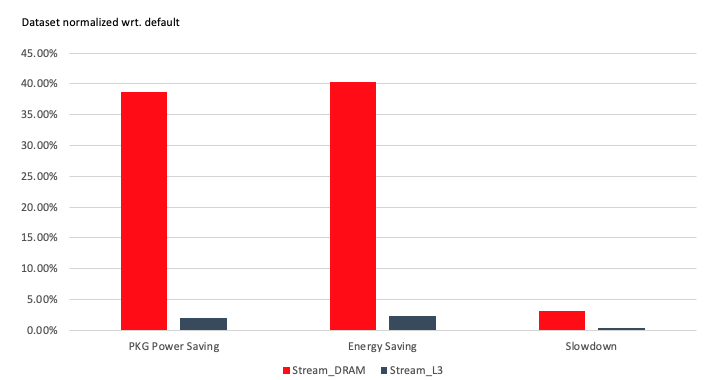 Dataset normalized wrt. default
45.00%
40.00%
35.00%
30.00%
25.00%
20.00%
15.00%
10.00%
5.00%
0.00%
PKG Power Saving
Energy Saving
Slowdown
Stream_DRAM
Stream_L3